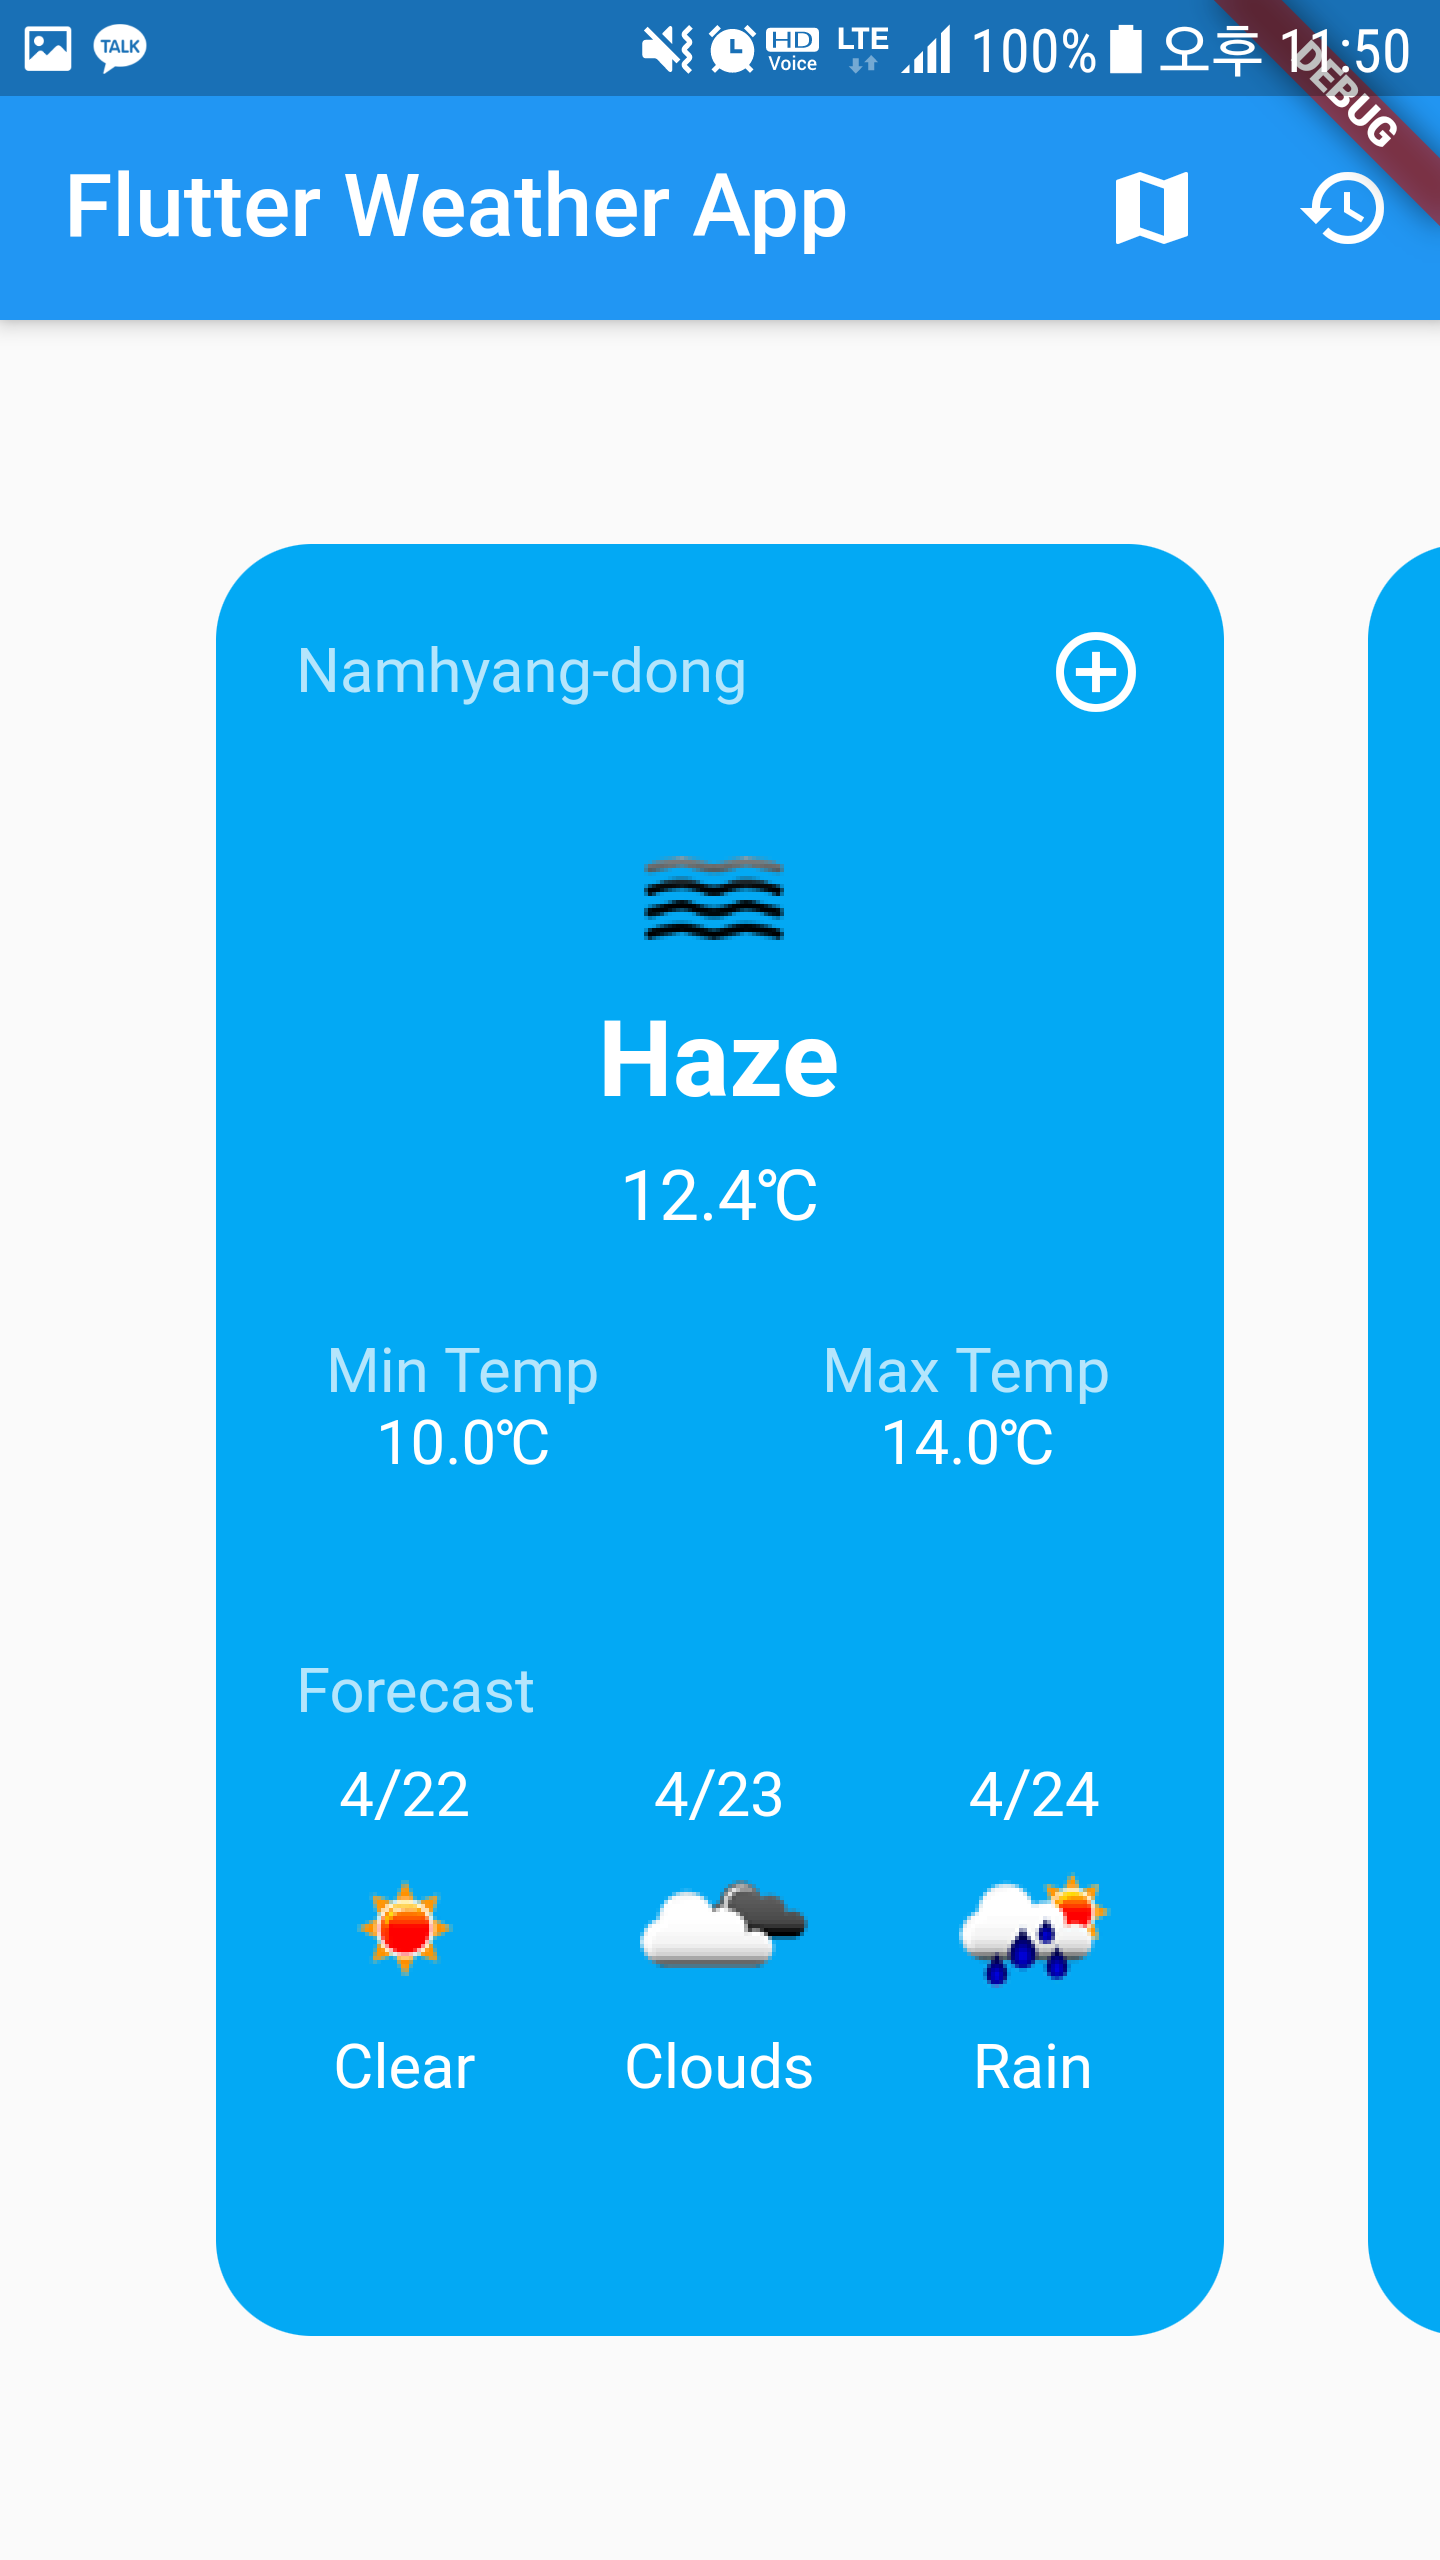 TALK HD Voice LTE 100% 오후 11:50
DEBUG
Flutter Weather App
Namhyang-dong
Haze
12.4℃
Min Temp Max Temp
10.0℃ 14.0℃
Forecast
4/22 4/23 4/24
Clear Clouds Rain